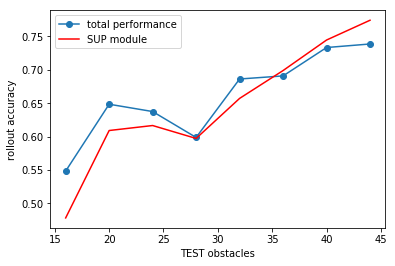 total performance
SUP module
0.75
0.70
0.65
0.60
0.55
0.50
rollout accuracy
15 20 25 30 35 40 45
TEST obstacles